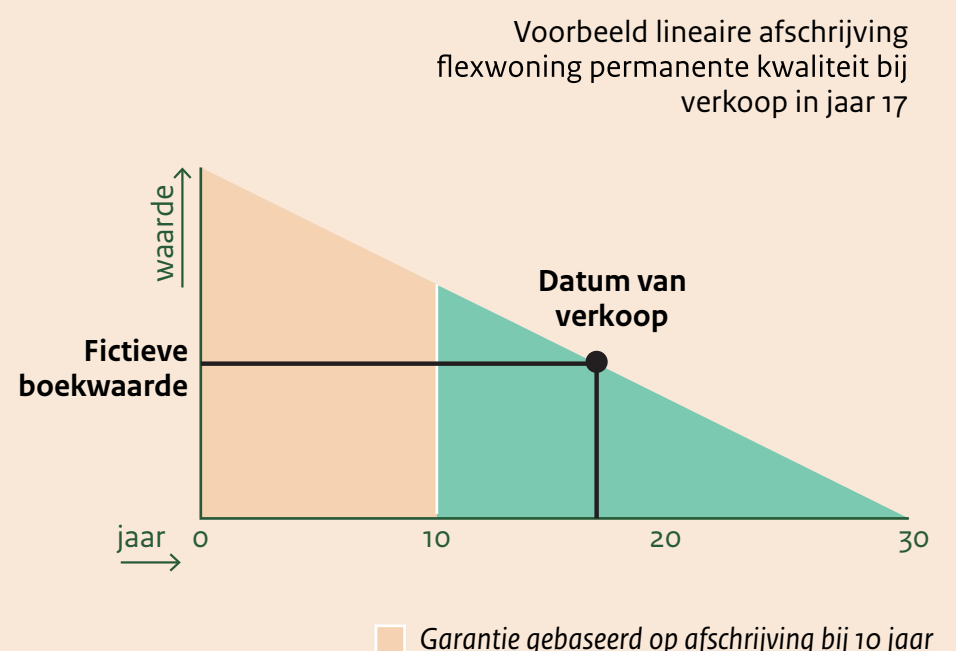 Voorbeeld lineaire afschrijving
flexwoning permanente kwaliteit bij
verkoop in jaar 17
waarde
Datum van
verkoop
Fictieve
boekwaarde
jaar 0 10 20 30
Garantie gebaseerd op afschrijving bij 10 jaar